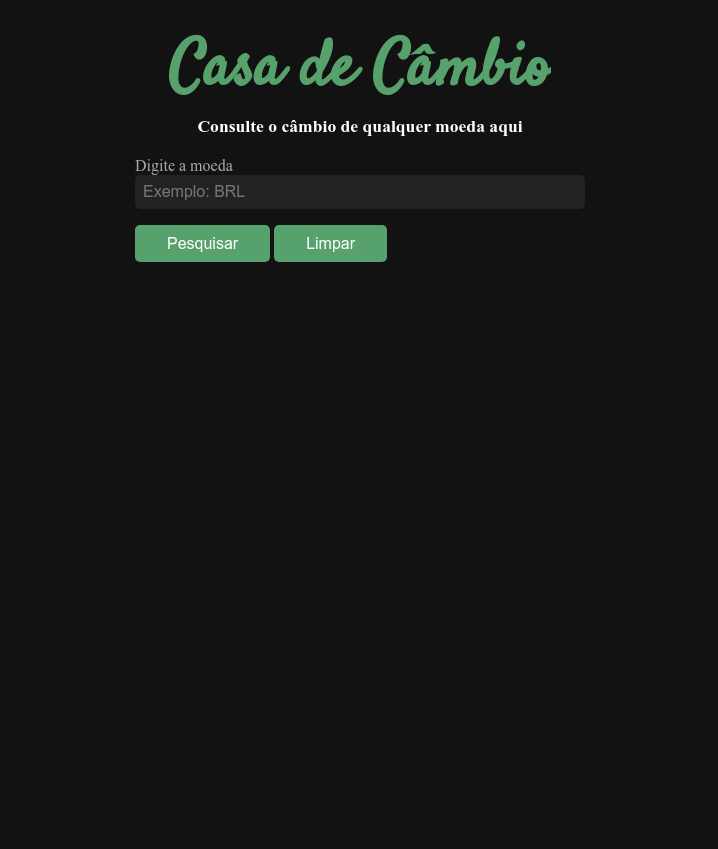 Casa de Câmbio
Consulte o câmbio de qualquer moeda aqui
Digite a moeda
Exemplo: BRL
Pesquisar Limpar